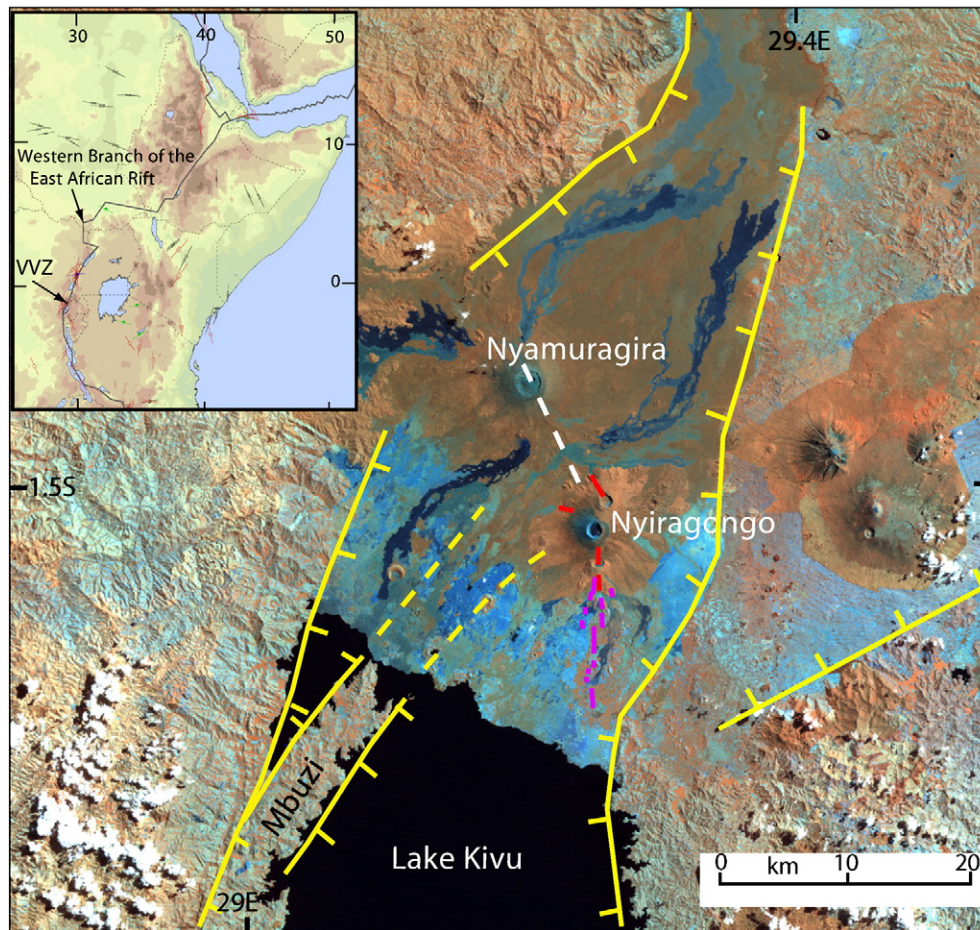 30
40
50
10
0
Western Branch of the
East African Rift
VVZ
29.4E
Nyamuragira
1.5S
Nyiragongo
Mbuzi
Lake Kivu
29E
0 km 10 20